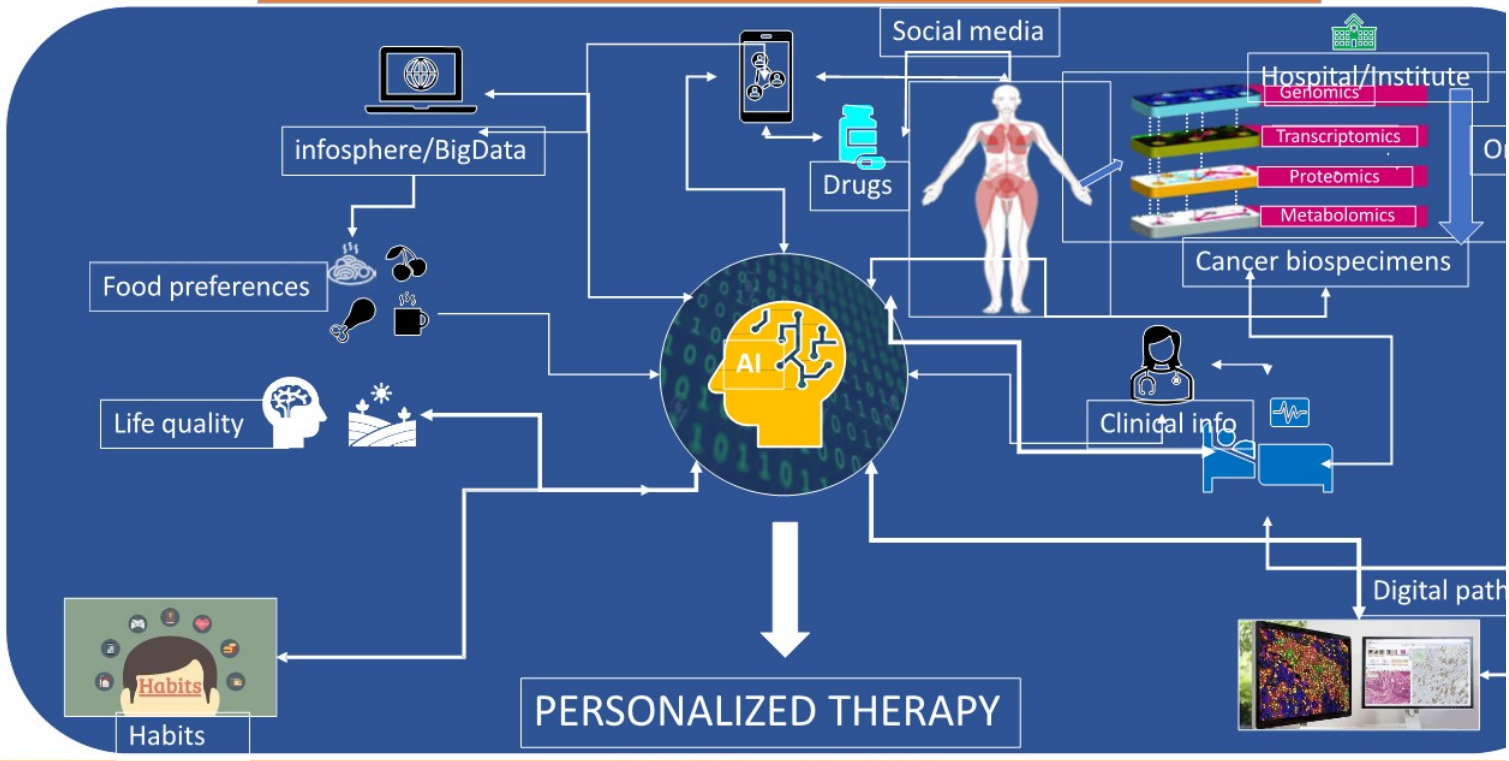 Social media
Hospital/Institute
Genomics
infosphere/BigData
Transcriptomics
Drugs
Proteomics
Metabolomics
Cancer biospecimens
Food preferences
AI
Life quality
Clinical info
Digital path
Habits
PERSONALIZED THERAPY
Habits